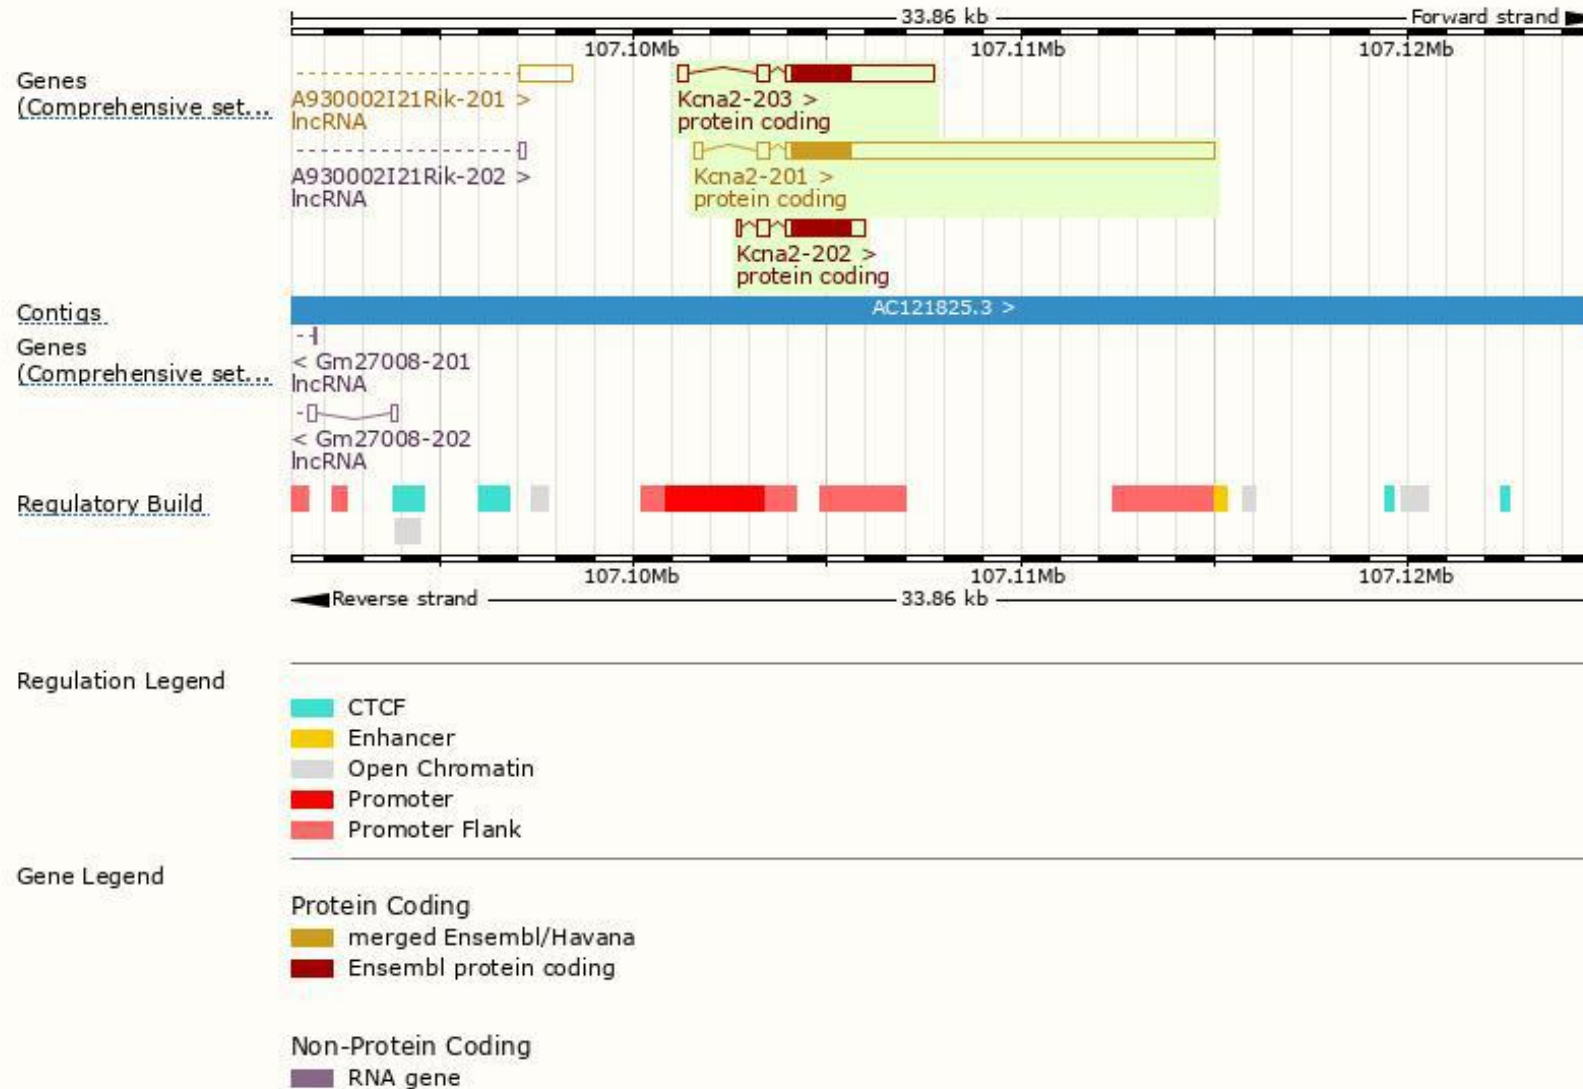 33.86 kb Forward strand
107.10Mb 107.11Mb 107.12Mb
Genes
(Comprehensive set...
A930002I21Rik-201 >
lncRNA
Kcna2-203 >
protein coding
A930002I21Rik-202 >
lncRNA
Kcna2-201 >
protein coding
Kcna2-202 >
protein coding
Contigs
AC121825.3 >
Genes
(Comprehensive set...
< Gm27008-201
lncRNA
< Gm27008-202
lncRNA
Regulatory Build
107.10Mb 107.11Mb 107.12Mb
Reverse strand 33.86 kb
Regulation Legend
CTCF
Enhancer
Open Chromatin
Promoter
Promoter Flank
Gene Legend
Protein Coding
merged Ensembl/Havana
Ensembl protein coding
Non-Protein Coding
RNA gene